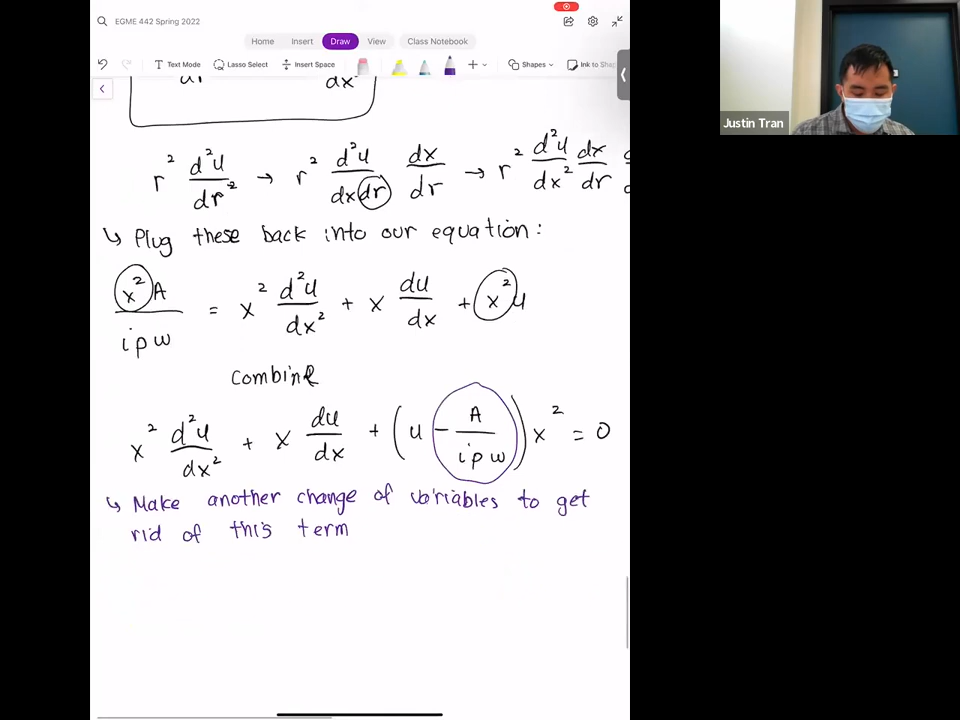 EGME 442 Spring 2022
Home Insert Draw View Class Notebook
Text Mode Lasso Select Insert Space Shapes Ink to
dx
r² d²u/dr² → r² d²u/dxdr dx/dr → r² d²u/dx² dx/dr
↳ Plug these back into our equation:
x²A/iρω = x² d²u/dx² + x du/dx + x²u
Combine
x² d²u/dx² + x du/dx + (u - A/iρω) x² = 0
↳ Make another change of variables to get
rid of this term
Justin Tran